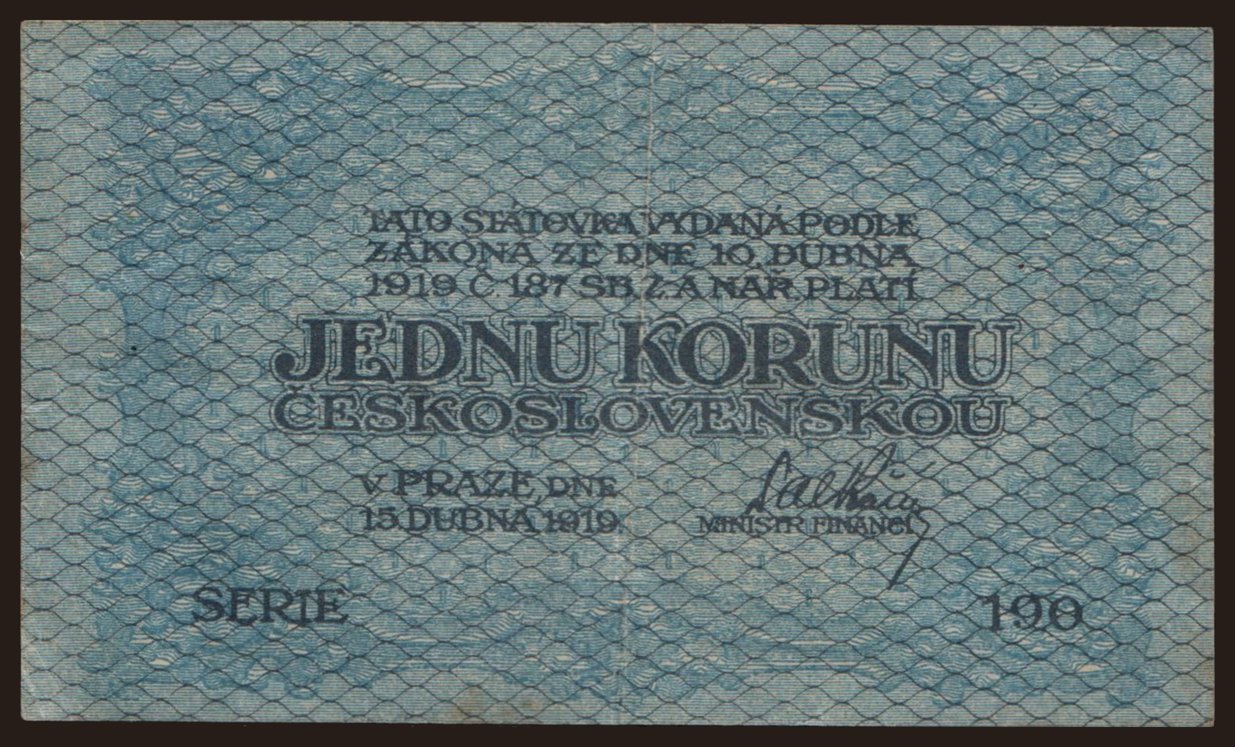 TATO STÁTOVKA VYDANÁ PODLE
ZÁKONA ZE DNE 10. DUBNA
1919 Č. 187 SB. Z. A NAŘ. PLATÍ
JEDNU KORUNU
ČESKOSLOVENSKOU
V PRAZE, DNE
15. DUBNA 1919.
MINISTR FINANCÍ
SERIE 190